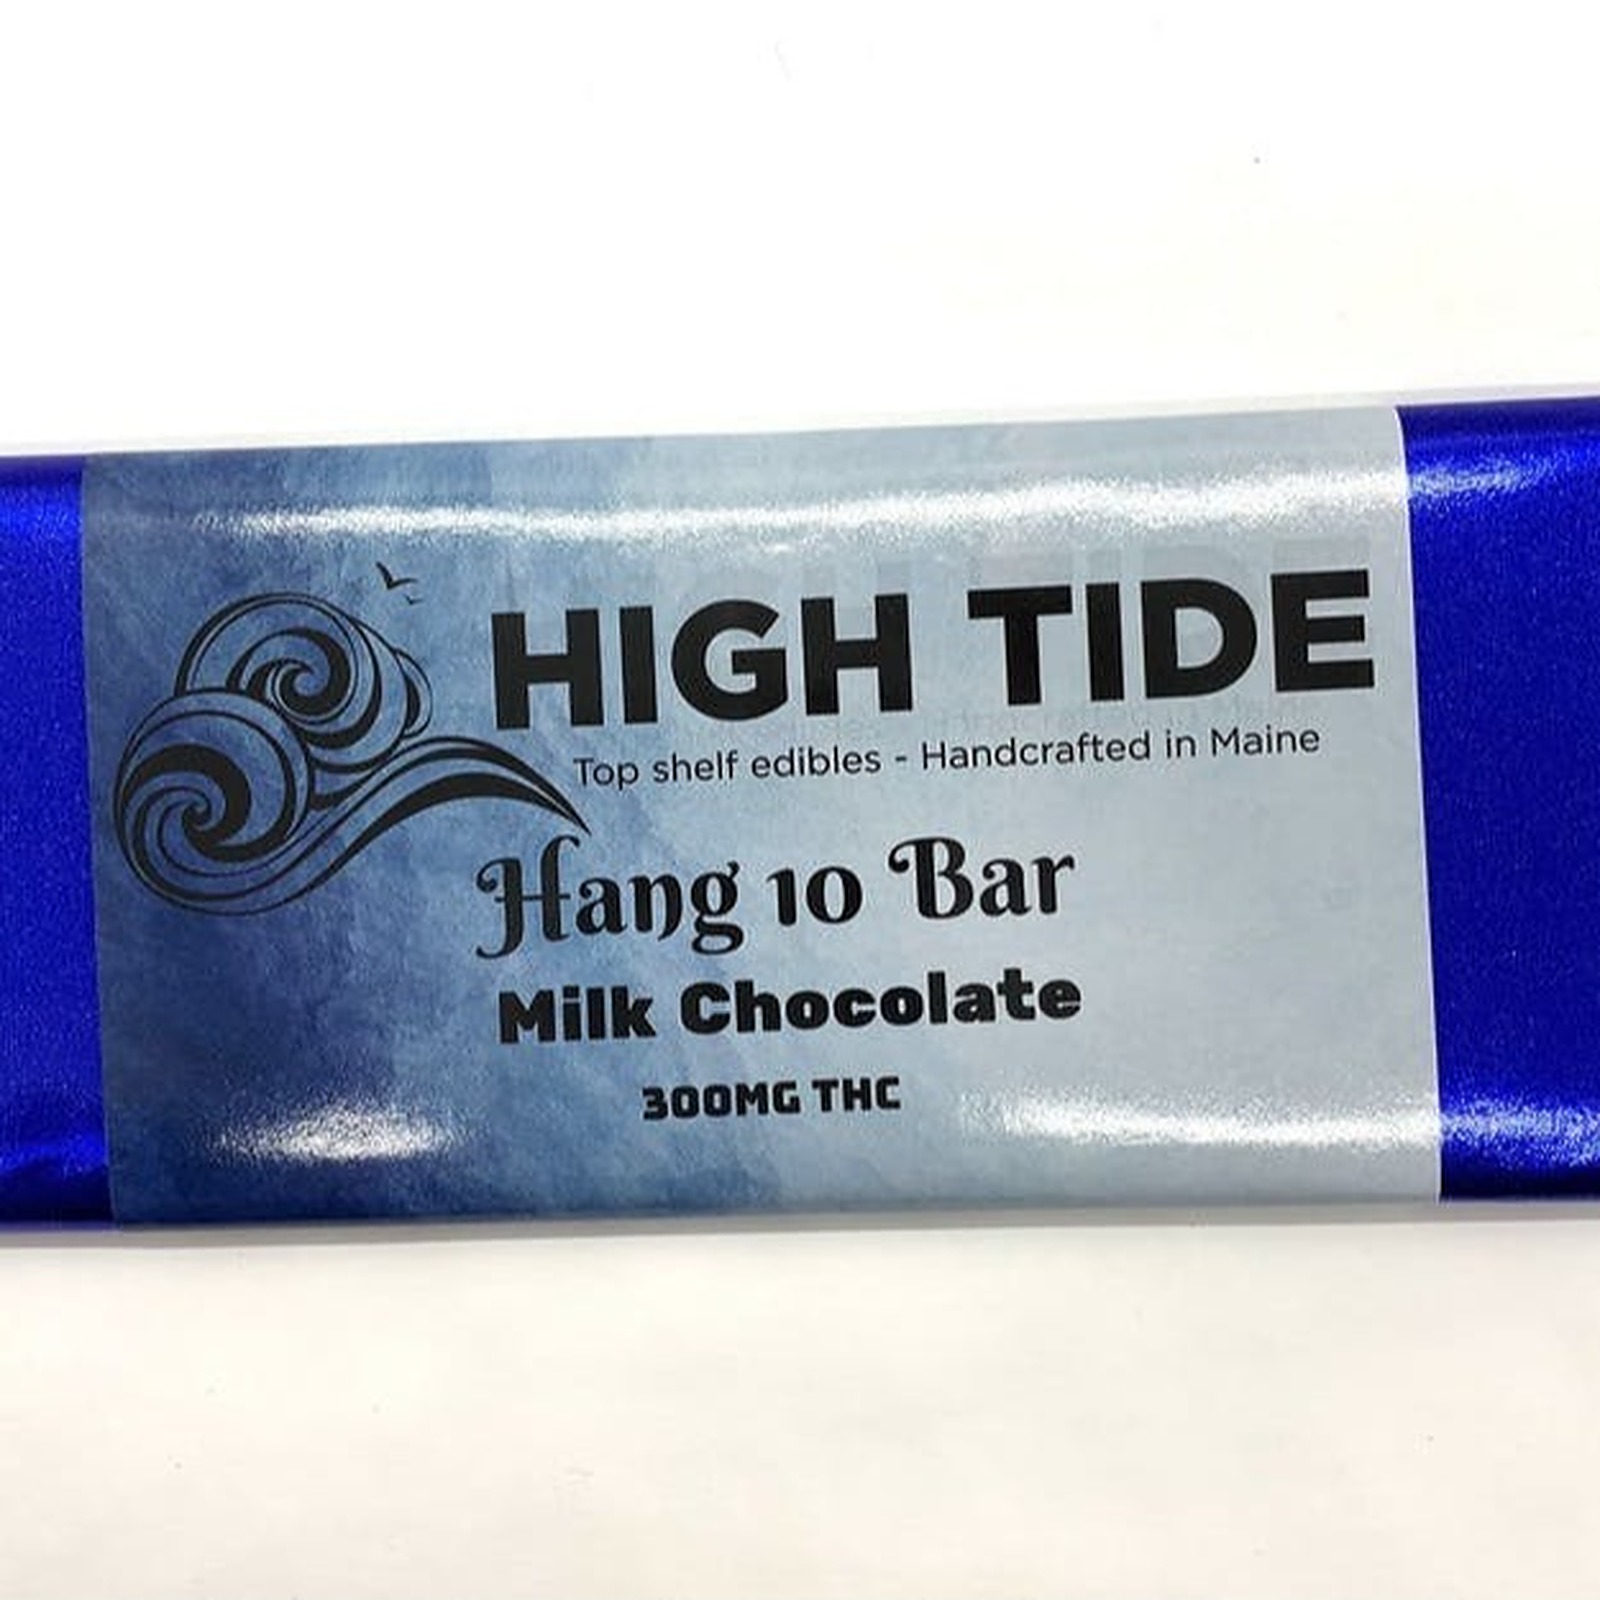 HIGH TIDE
Top shelf edibles - Handcrafted in Maine
Hang 10 Bar
Milk Chocolate
300MG THC